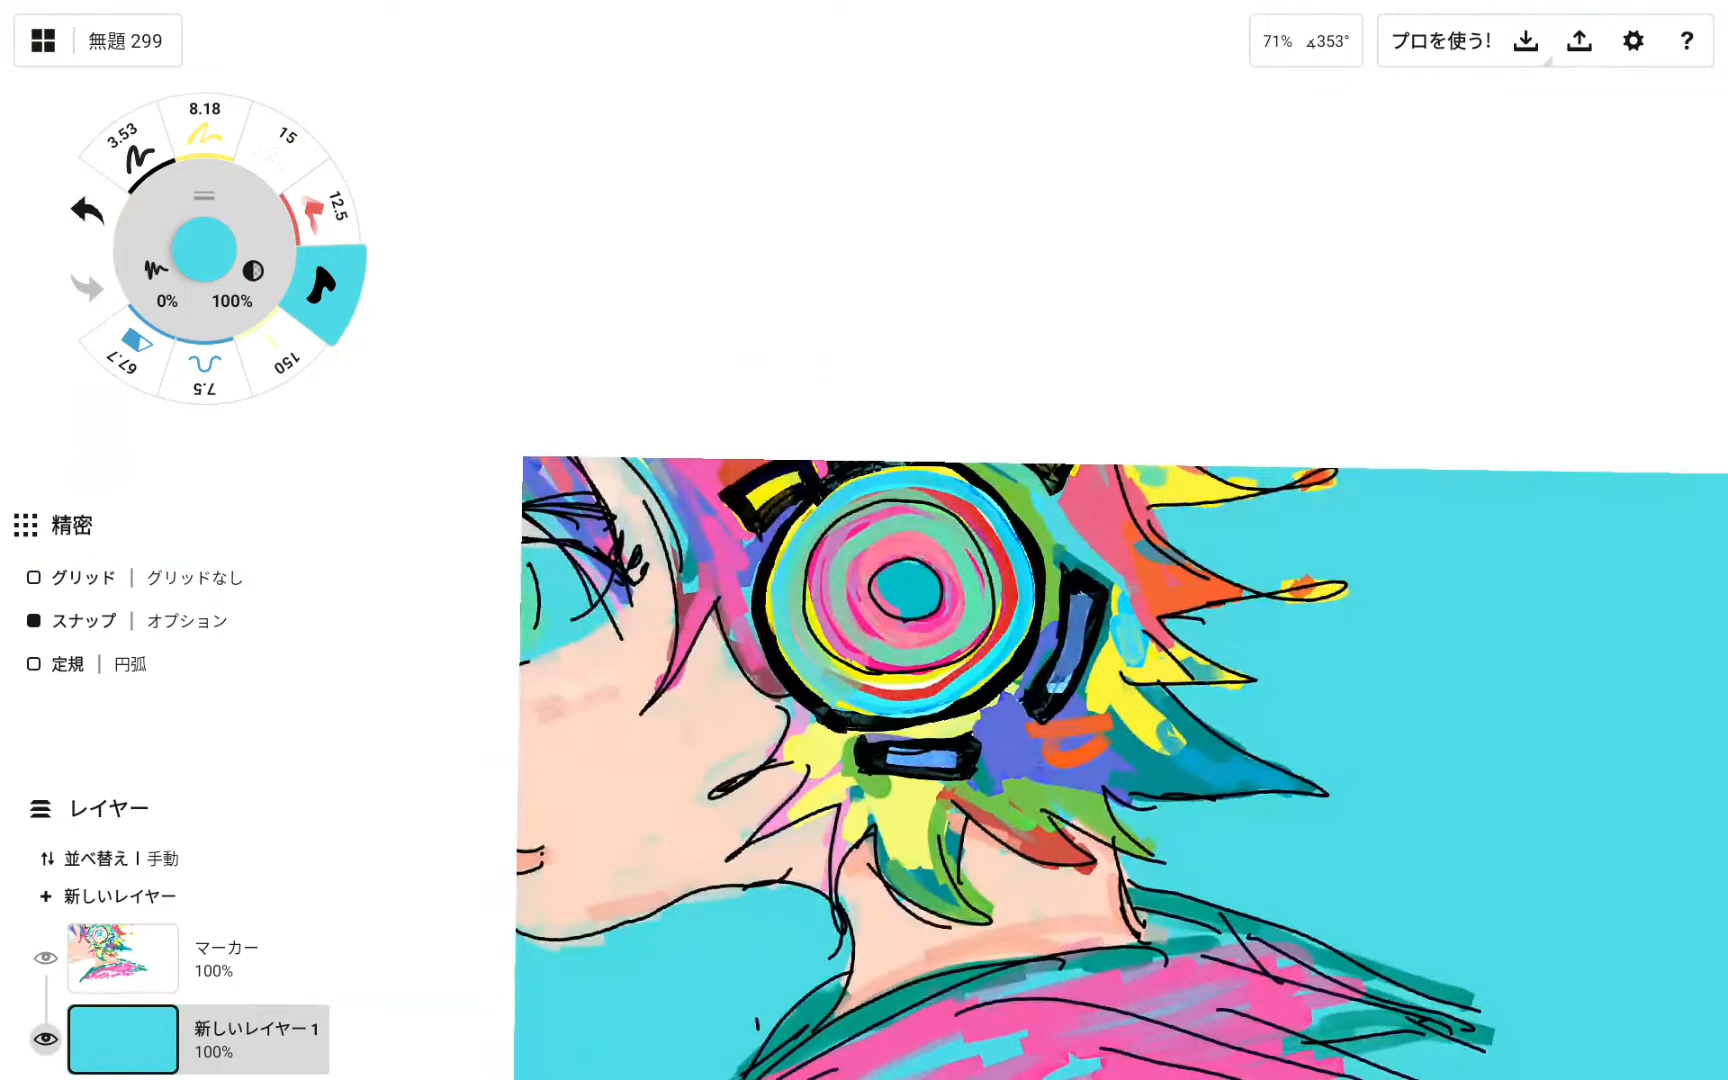 無題 299
71% ∡353°
プロを使う!
?
3.53
8.18
15
12.5
0%
100%
67.7
7.5
150
精密
グリッド | グリッドなし
スナップ | オプション
定規 | 円弧
レイヤー
並べ替え | 手動
+ 新しいレイヤー
マーカー
100%
新しいレイヤー 1
100%